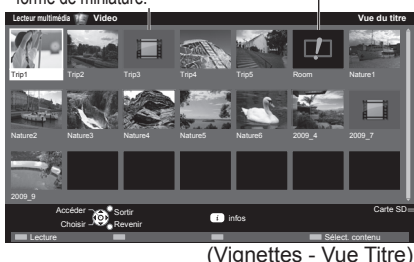 forme de miniature.
Lecteur multimédia Video Vue du titre
Trip1 Trip2 Trip3 Trip4 Trip5 Room Nature1
Nature2 Nature3 Nature4 Nature5 Nature6 2009_4 2009_7
2009_9
Accéder Sortir
Choisir Revenir
i infos
Carte SD
Lecture Sélect. contenu
(Vignettes - Vue Titre)